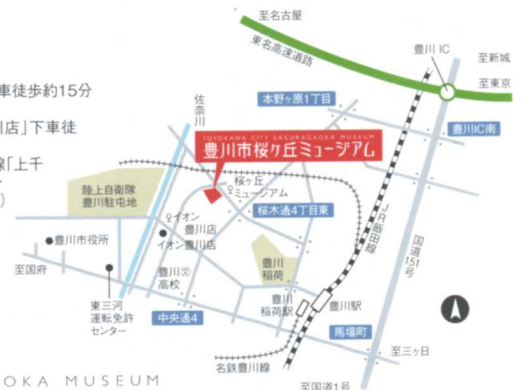 至名古屋
東名高速道路
豊川 IC
至新城
至東京
車徒歩約15分
佐奈川
本野ヶ原1丁目
豊川IC南
店」下車徒
TOYOKAWA CITY SAKURAGAOKA MUSEUM
豊川市桜ヶ丘ミュージアム
線「上千
桜ヶ丘
ミュージアム
陸上自衛隊
豊川駐屯地
桜木通4丁目東
JR飯田線
イオン
豊川店
イオン豊川店
国道151号
豊川市役所
豊川
稲荷
至国府
豊川文
高校
豊川
稲荷駅
豊川駅
東三河
運転免許
センター
中央通4
馬場町
至三ヶ日
名鉄豊川線
OKA MUSEUM
至国道1号